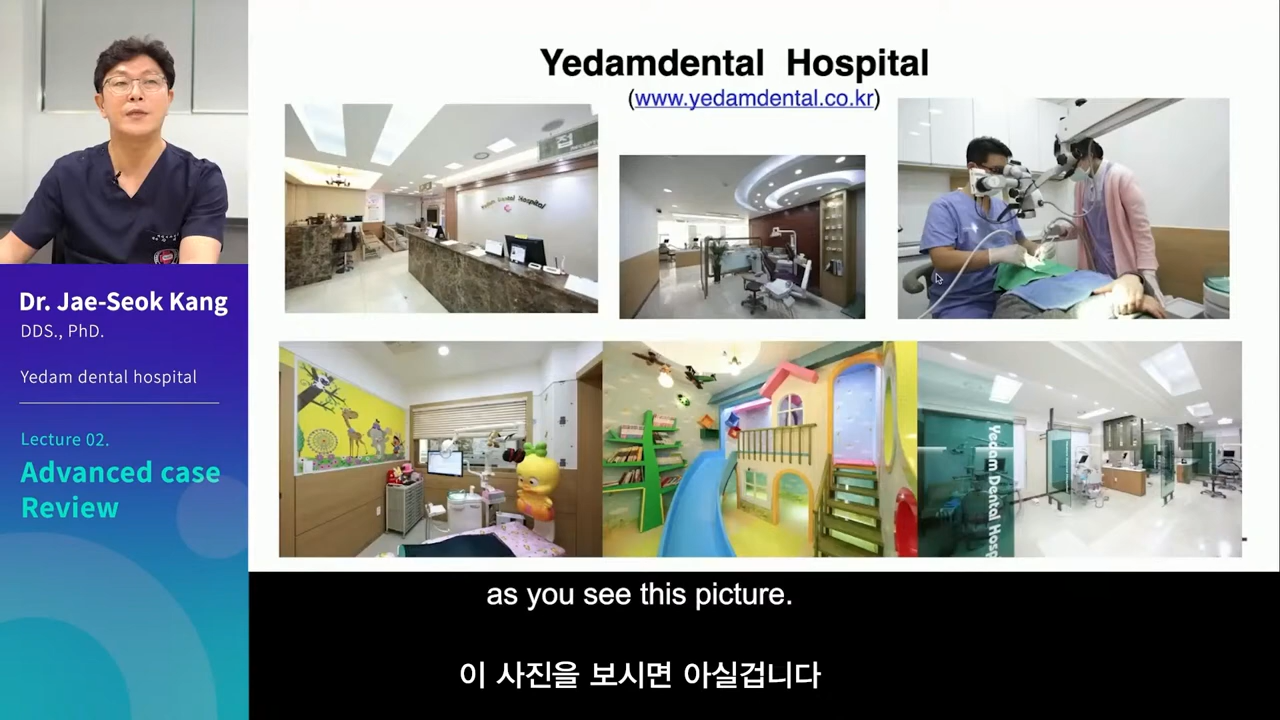 Yedamdental Hospital
(www.yedamdental.co.kr)
Yedam Dental Hospital
Yedam Dental Hosp
Dr. Jae-Seok Kang
DDS., PhD.
Yedam dental hospital
Lecture 02.
Advanced case
Review
as you see this picture.
이 사진을 보시면 아실겁니다